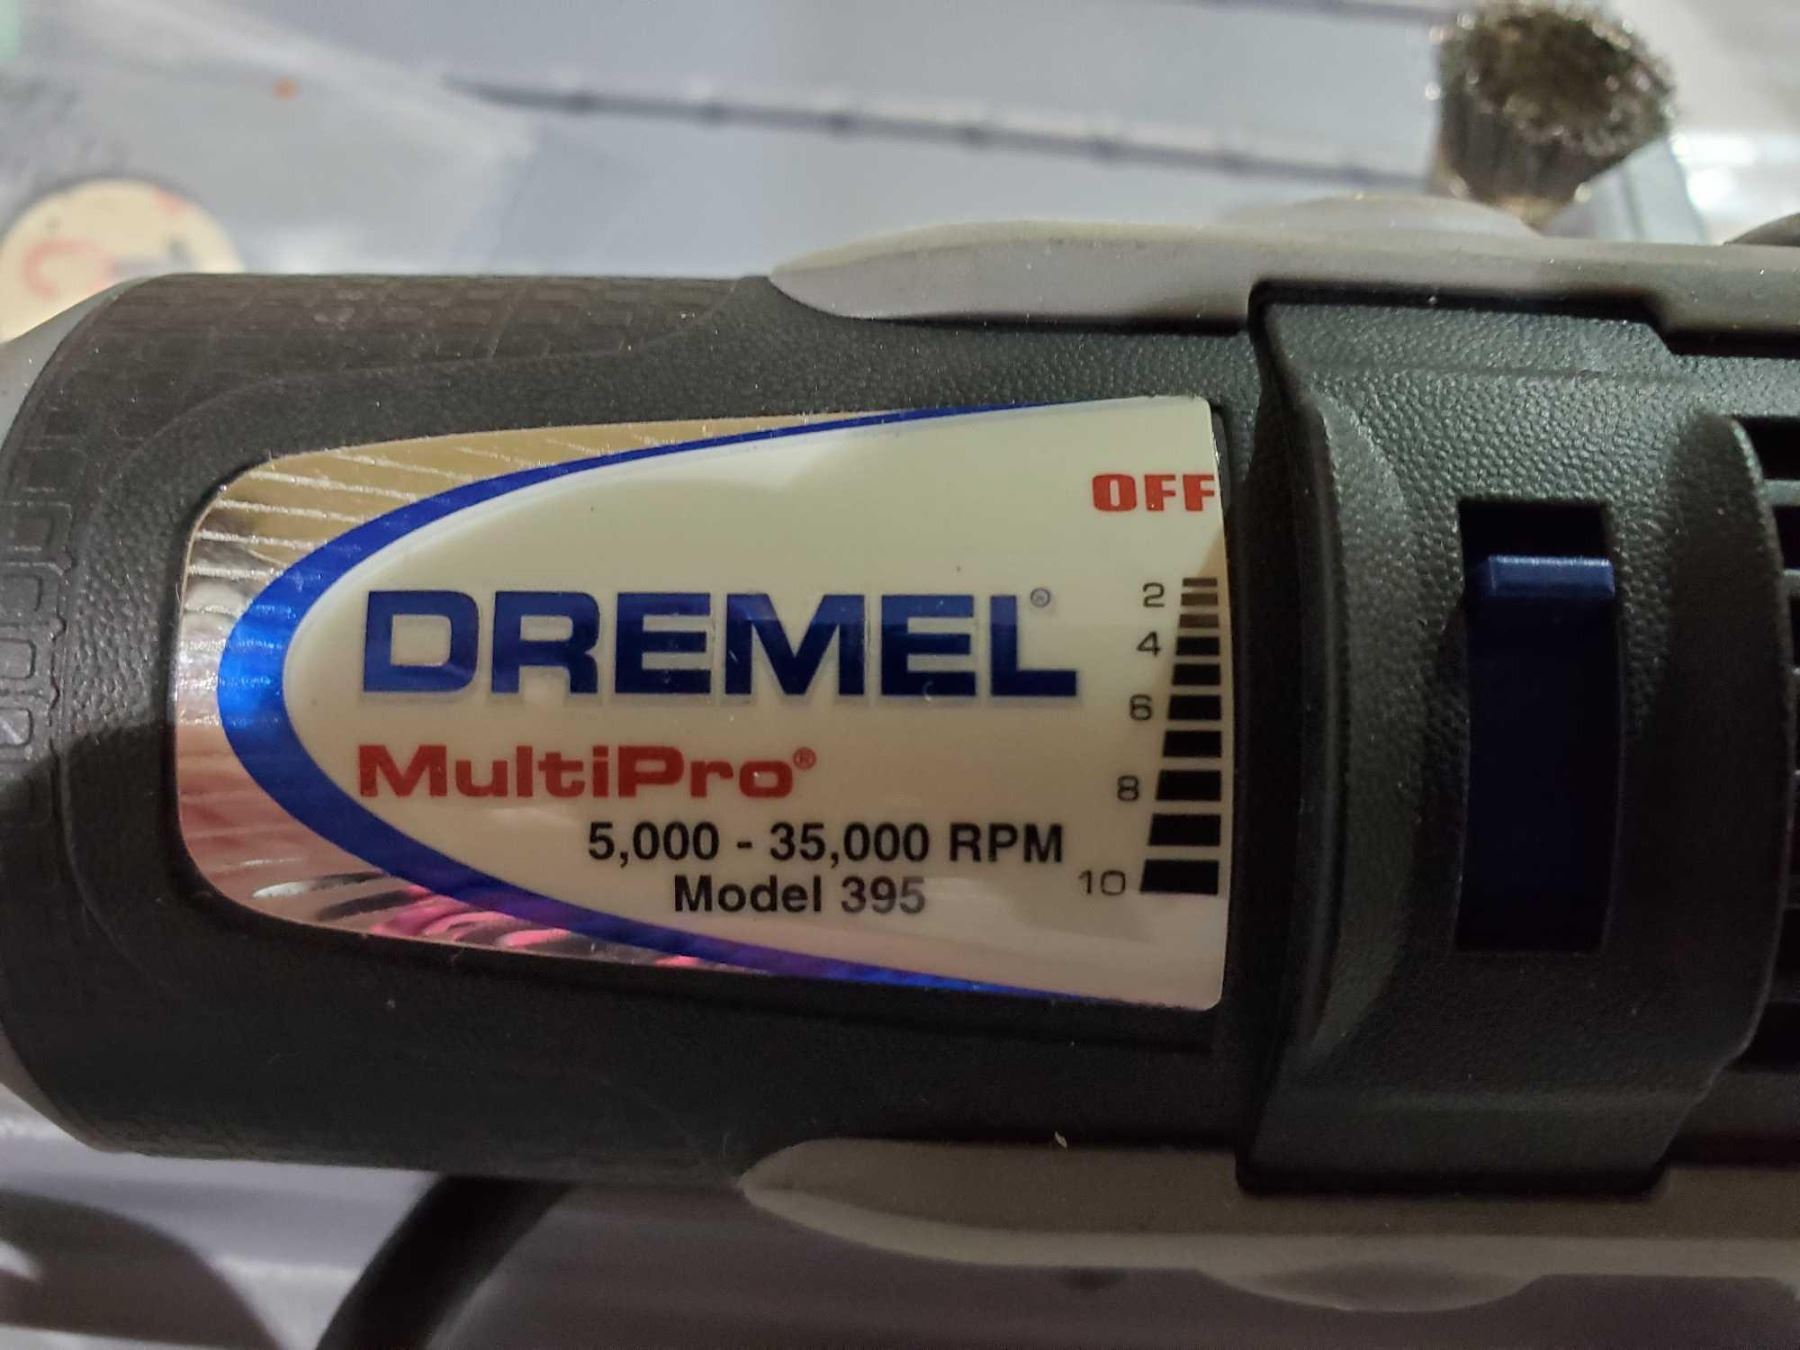 OFF
DREMEL®
2
4
MultiPro®
6
8
5,000 - 35,000 RPM
Model 395
10